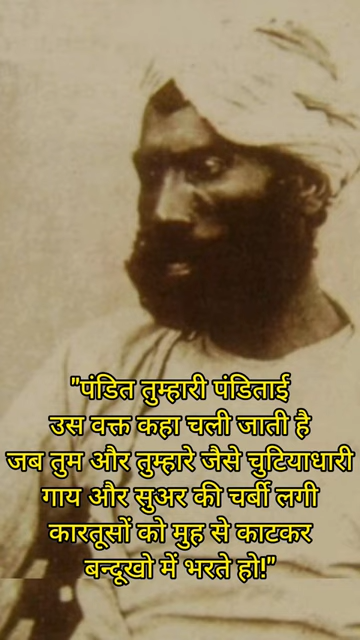 "पंडित तुम्हारी पंडिताई
उस वक्त कहा चली जाती है
जब तुम और तुम्हारे जैसे चुटियाधारी
गाय और सुअर की चर्बी लगी
कारतूसों को मुह से काटकर
बन्दूखो में भरते हो!"